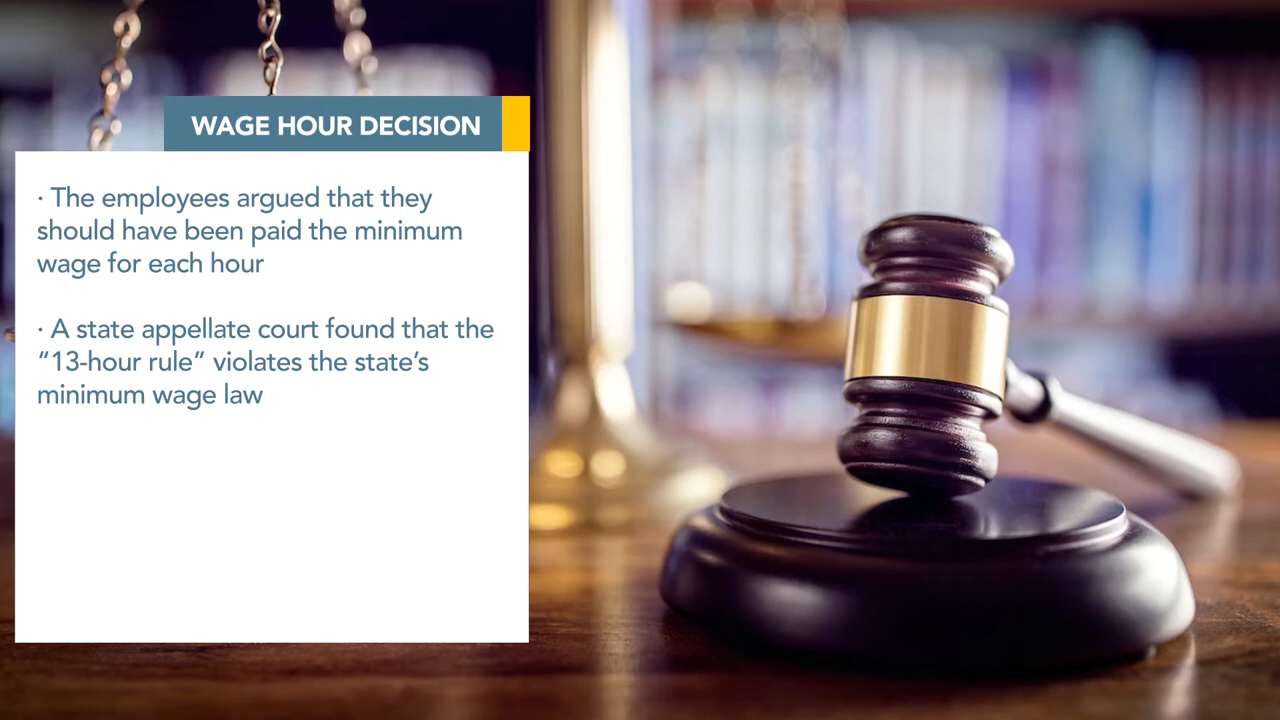 WAGE HOUR DECISION
· The employees argued that they
should have been paid the minimum
wage for each hour
· A state appellate court found that the
“13-hour rule” violates the state’s
minimum wage law